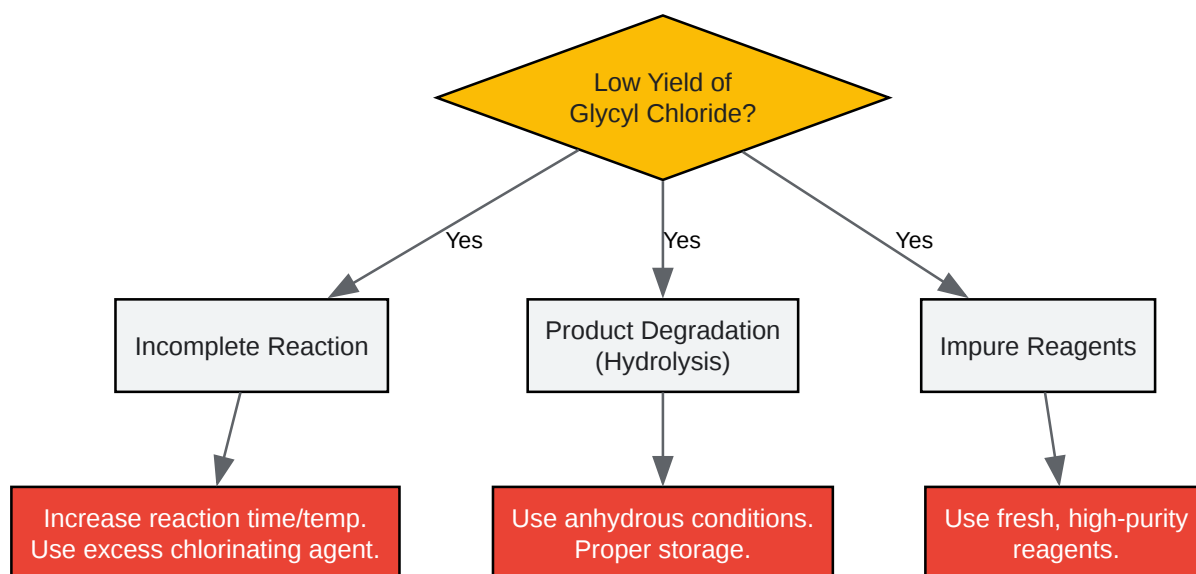 Low Yield of
Glycyl Chloride?
Yes
Yes
Yes
Incomplete Reaction
Product Degradation
(Hydrolysis)
Impure Reagents
Increase reaction time/temp.
Use excess chlorinating agent.
Use anhydrous conditions.
Proper storage.
Use fresh, high-purity
reagents.